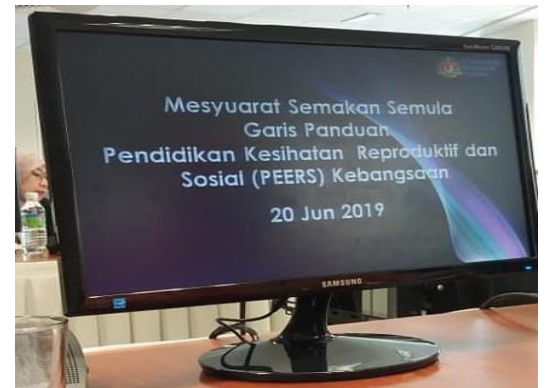 Mesyuarat Semakan Semula
Garis Panduan
Pendidikan Kesihatan Reproduktif dan
Sosial (PEERS) Kebangsaan
20 Jun 2019
SAMSUNG